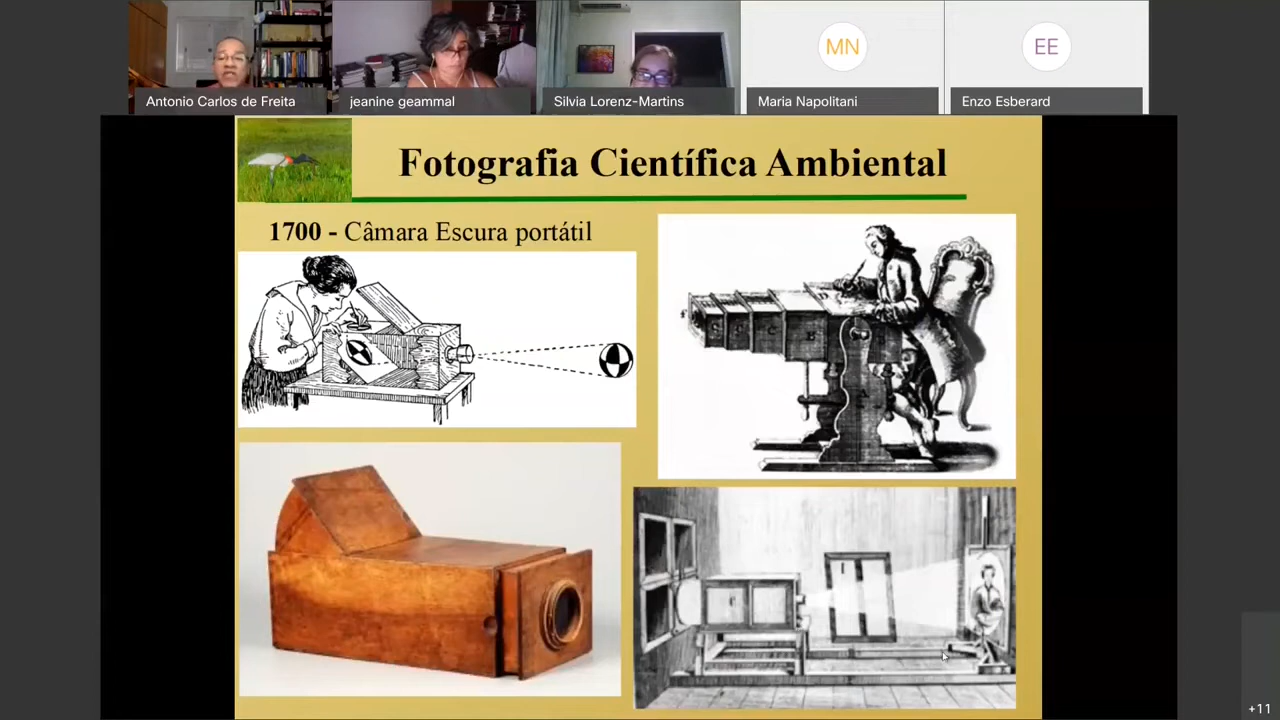 MN
EE
Antonio Carlos de Freita
jeanine geammal
Silvia Lorenz-Martins
Maria Napolitani
Enzo Esberard
Fotografia Científica Ambiental
1700 - Câmara Escura portátil
+11